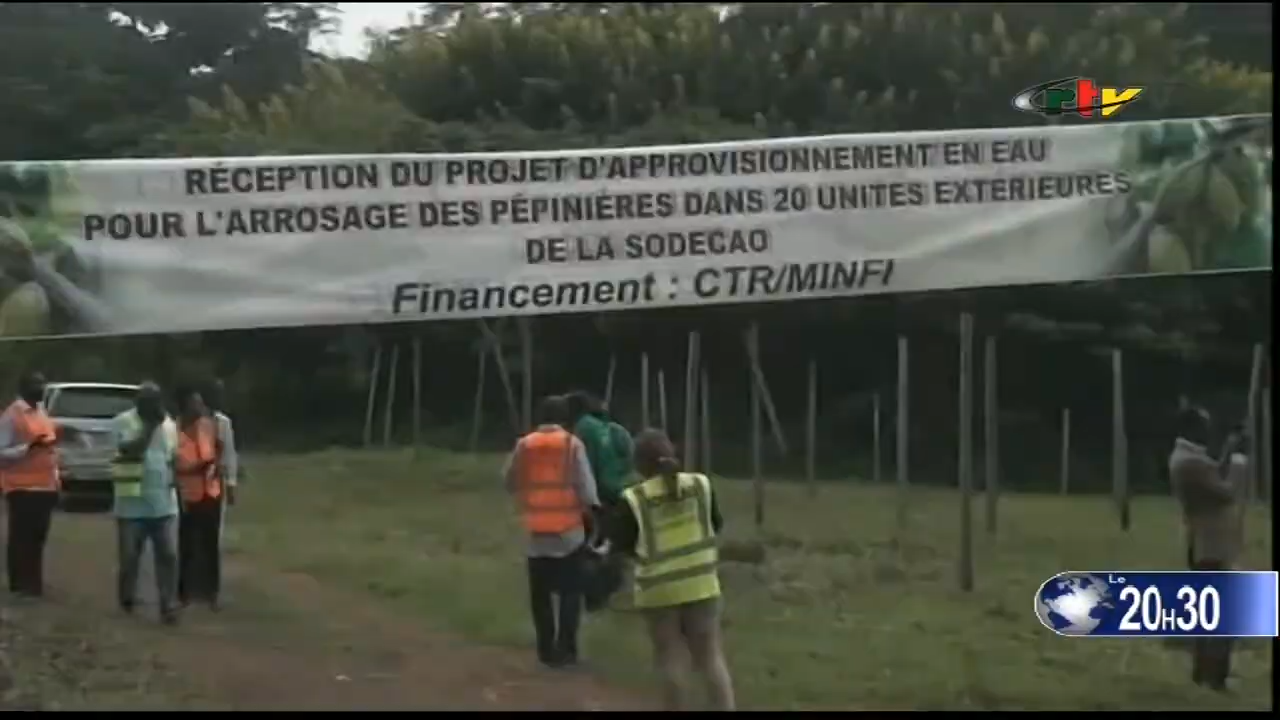 crtv
RÉCEPTION DU PROJET D'APPROVISIONNEMENT EN EAU
POUR L'ARROSAGE DES PÉPINIÈRES DANS 20 UNITES EXTERIEURES
DE LA SODECAO
Financement : CTR/MINFI
Le
20H30